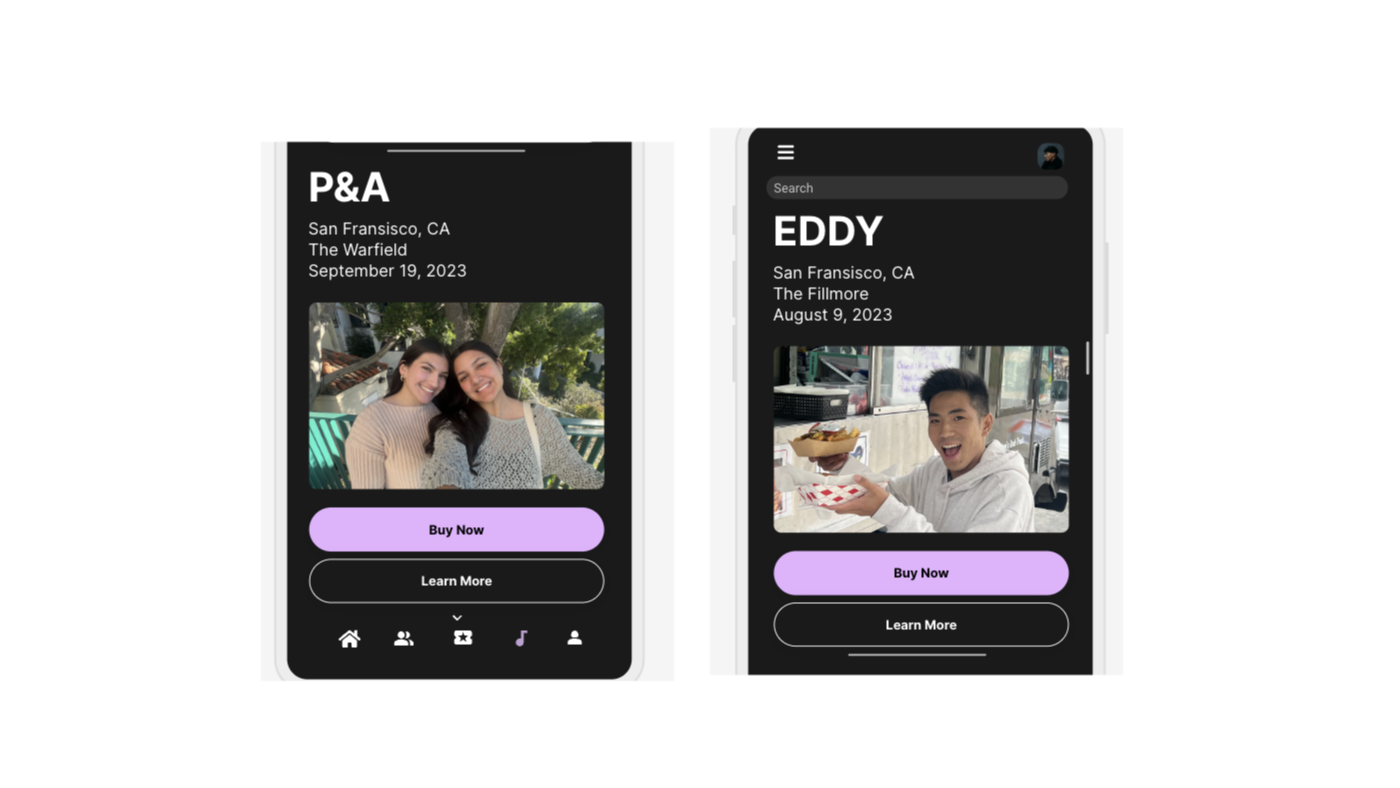 P&A
San Fransisco, CA
The Warfield
September 19, 2023
Buy Now
Learn More
Search
EDDY
San Fransisco, CA
The Fillmore
August 9, 2023
Buy Now
Learn More